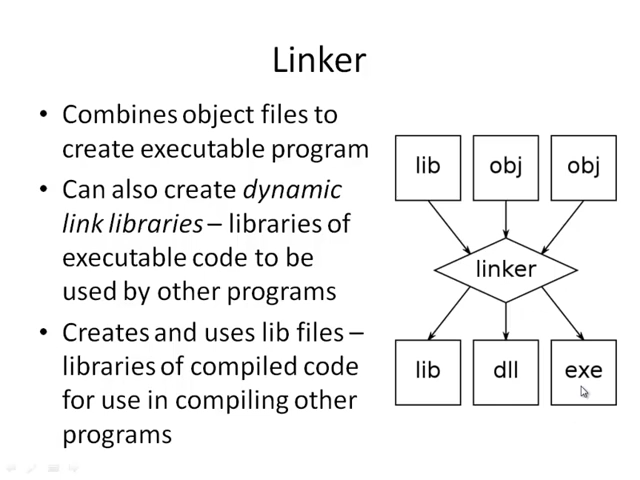 Linker
• Combines object files to
create executable program
• Can also create dynamic
link libraries – libraries of
executable code to be
used by other programs
• Creates and uses lib files –
libraries of compiled code
for use in compiling other
programs
lib obj obj
linker
lib dll exe